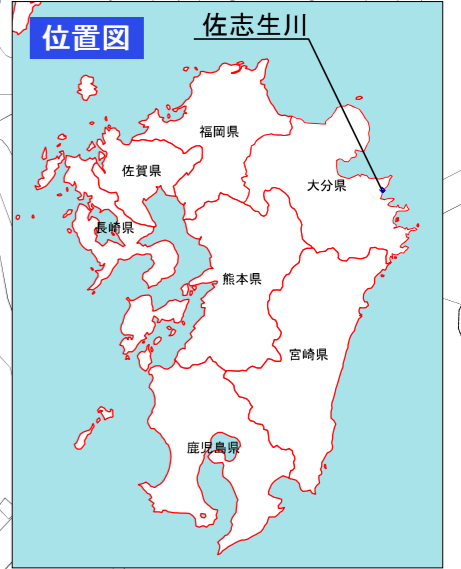 位置図
佐志生川
福岡県
佐賀県
大分県
長崎県
熊本県
宮崎県
鹿児島県